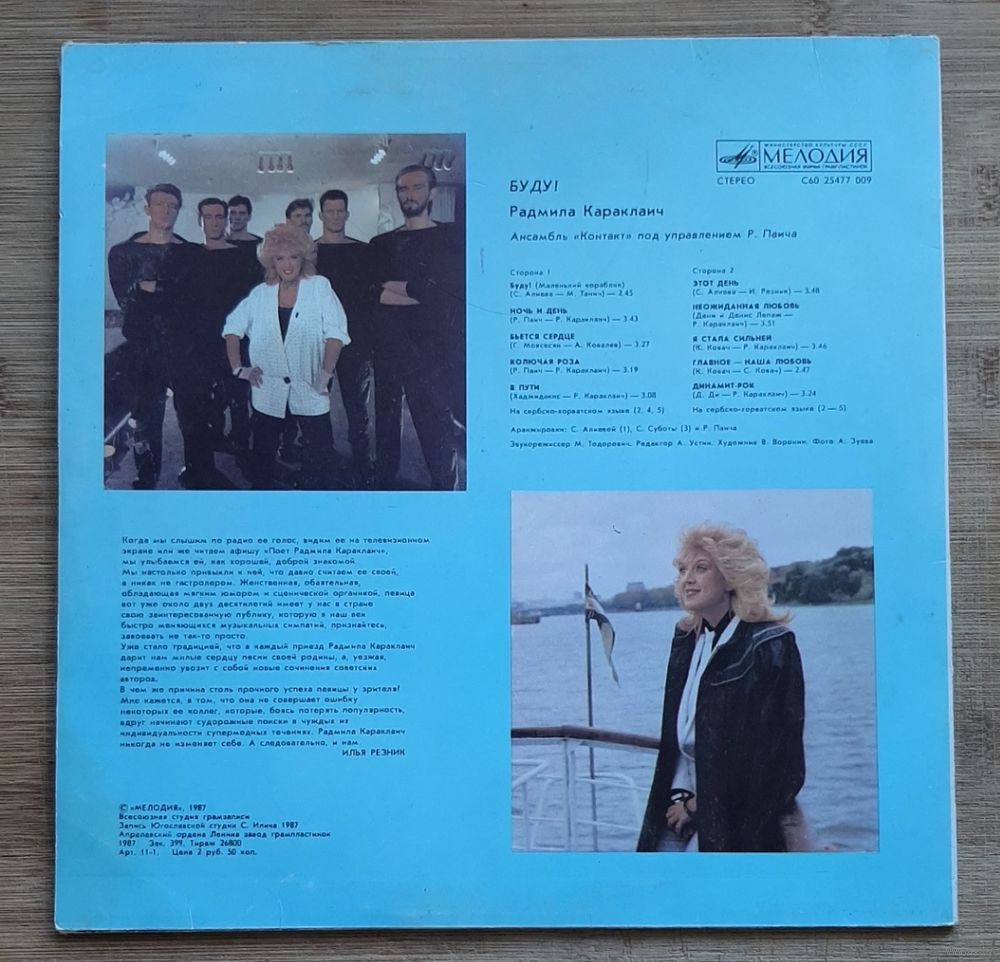 МИНИСТЕРСТВО КУЛЬТУРЫ СССР
МЕЛОДИЯ
ВСЕСОЮЗНАЯ ФИРМА ГРАМПЛАСТИНОК
СТЕРЕО С60 25477 009
БУДУ!
Радмила Караклаич
Ансамбль «Контакт» под управлением Р. Паича
Сторона 1
Буду! (Маленький кораблик)
(С. Алиева — М. Танич) — 2.45
НОЧЬ И ДЕНЬ
(Р. Паич — Р. Караклаич) — 3.43
БЬЕТСЯ СЕРДЦЕ
(Г. Мовсесян — А. Ковалев) — 3.27
КОЛЮЧАЯ РОЗА
(Р. Паич — Р. Караклаич) — 3.19
В ПУТИ
(Хаджидакис — Р. Караклаич) — 3.08
На сербско-хорватском языке (2, 4, 5)
Сторона 2
ЭТОТ ДЕНЬ
(С. Алиева — И. Резник) — 3.48
НЕОЖИДАННАЯ ЛЮБОВЬ
(Дени и Денис Лепаж —
Р. Караклаич) — 3.51
Я СТАЛА СИЛЬНЕЙ
(К. Ковач — Р. Караклаич) — 3.46
ГЛАВНОЕ — НАША ЛЮБОВЬ
(К. Ковач — С. Ковач) — 2.47
ДИНАМИТ-РОК
(Д. Ди — Р. Караклаич) — 3.24
На сербско-хорватском языке (2—5)
Аранжировки: С. Алиевой (1), С. Суботы (3) и Р. Паича
Звукорежиссер М. Тодорович. Редактор А. Устин. Художник В. Воронин. Фото А. Зуева
Когда мы слышим по радио ее голос, видим ее на телевизионном
экране или же читаем афишу «Поет Радмила Караклаич»,
мы улыбаемся ей, как хорошей, доброй знакомой.
Мы настолько привыкли к ней, что давно считаем ее своей,
а никак не гастролером. Женственная, обаятельная,
обладающая мягким юмором и сценической органикой, певица
вот уже около двух десятилетий имеет у нас в стране
свою заинтересованную публику, которую в наш век
быстро меняющихся музыкальных симпатий, признайтесь,
завоевать не так-то просто.
Уже стало традицией, что в каждый приезд Радмила Караклаич
дарит нам милые сердцу песни своей родины, а, уезжая,
непременно увозит с собой новые сочинения советских
авторов.
В чем же причина столь прочного успеха певицы у зрителя?
Мне кажется, в том, что она не совершает ошибку
некоторых ее коллег, которые, боясь потерять популярность,
вдруг начинают судорожные поиски в чуждых их
индивидуальности супермодных течениях. Радмила Караклаич
никогда не изменяет себе. А следовательно, и нам.
ИЛЬЯ РЕЗНИК
© «МЕЛОДИЯ», 1987
Всесоюзная студия грамзаписи
Запись Югославской студии С. Илича 1987
Апрелевский ордена Ленина завод грампластинок
1987 Зак. 399, Тираж 26800
Арт. 11-1. Цена 2 руб. 50 коп.